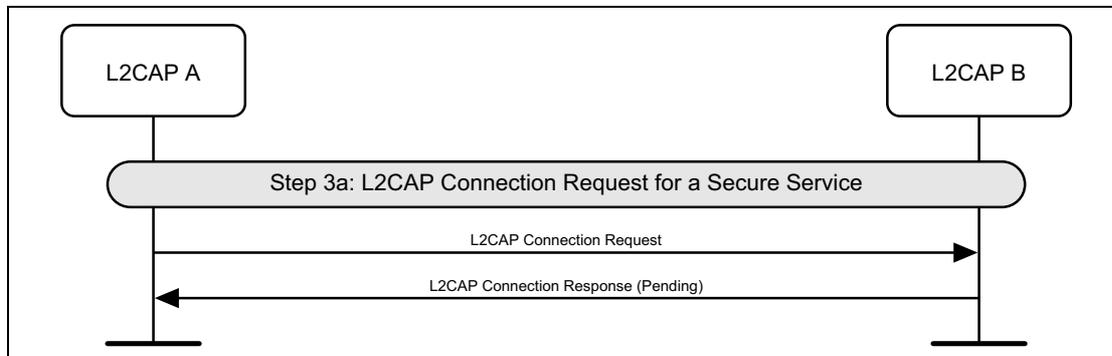 L2CAP A
L2CAP B
Step 3a: L2CAP Connection Request for a Secure Service
L2CAP Connection Request
L2CAP Connection Response (Pending)